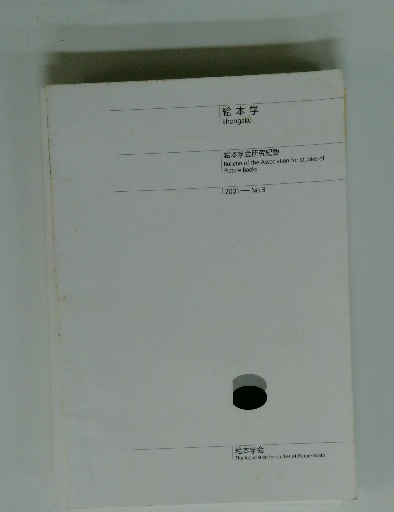 絵本学
Ehongaku
絵本学会研究紀要
Bulletin of the Association for studies of
Picture Books
2001 — No.3
絵本学会
The Association for studies of Picture Books